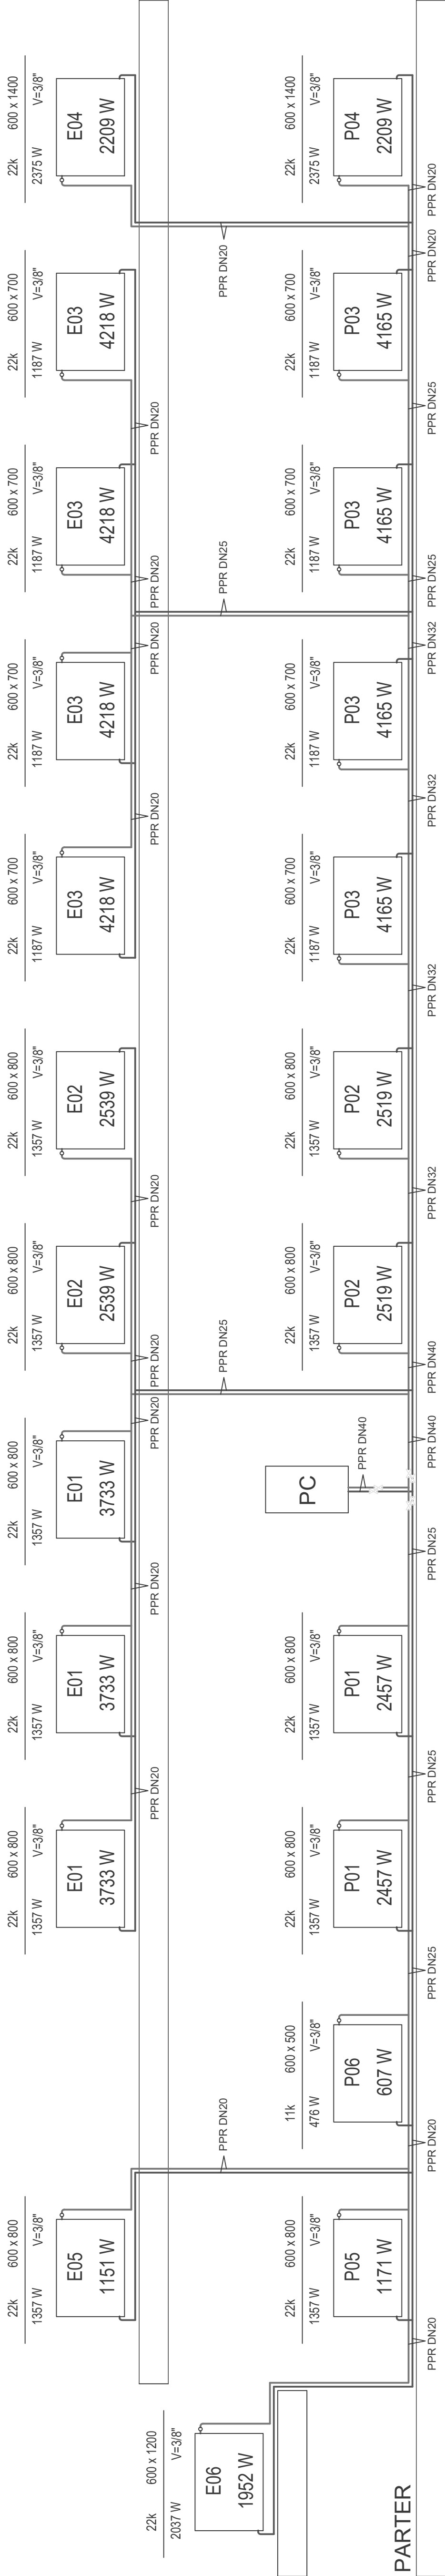 22k 600 x 800
1357 W V=3/8"
E05
1151 W
22k 600 x 800
1357 W V=3/8"
E01
3733 W
22k 600 x 800
1357 W V=3/8"
E01
3733 W
22k 600 x 800
1357 W V=3/8"
E01
3733 W
22k 600 x 800
1357 W V=3/8"
E02
2539 W
22k 600 x 800
1357 W V=3/8"
E02
2539 W
22k 600 x 700
1187 W V=3/8"
E03
4218 W
22k 600 x 700
1187 W V=3/8"
E03
4218 W
22k 600 x 700
1187 W V=3/8"
E03
4218 W
22k 600 x 700
1187 W V=3/8"
E03
4218 W
22k 600 x 1400
2375 W V=3/8"
E04
2209 W
PPR DN20
PPR DN20
PPR DN20
PPR DN20
PPR DN20
PPR DN20
PPR DN20
PPR DN20
PPR DN20
22k 600 x 1200
2037 W V=3/8"
E06
1952 W
PPR DN20
PPR DN25
PPR DN25
PPR DN20
22k 600 x 800
1357 W V=3/8"
P05
1171 W
11k 600 x 500
476 W V=3/8"
P06
607 W
22k 600 x 800
1357 W V=3/8"
P01
2457 W
22k 600 x 800
1357 W V=3/8"
P01
2457 W
PC
PPR DN40
22k 600 x 800
1357 W V=3/8"
P02
2519 W
22k 600 x 800
1357 W V=3/8"
P02
2519 W
22k 600 x 700
1187 W V=3/8"
P03
4165 W
22k 600 x 700
1187 W V=3/8"
P03
4165 W
22k 600 x 700
1187 W V=3/8"
P03
4165 W
22k 600 x 700
1187 W V=3/8"
P03
4165 W
22k 600 x 1400
2375 W V=3/8"
P04
2209 W
PARTER
PPR DN20
PPR DN20
PPR DN25
PPR DN25
PPR DN25
PPR DN40
PPR DN40
PPR DN32
PPR DN32
PPR DN32
PPR DN32
PPR DN25
PPR DN25
PPR DN20
PPR DN20